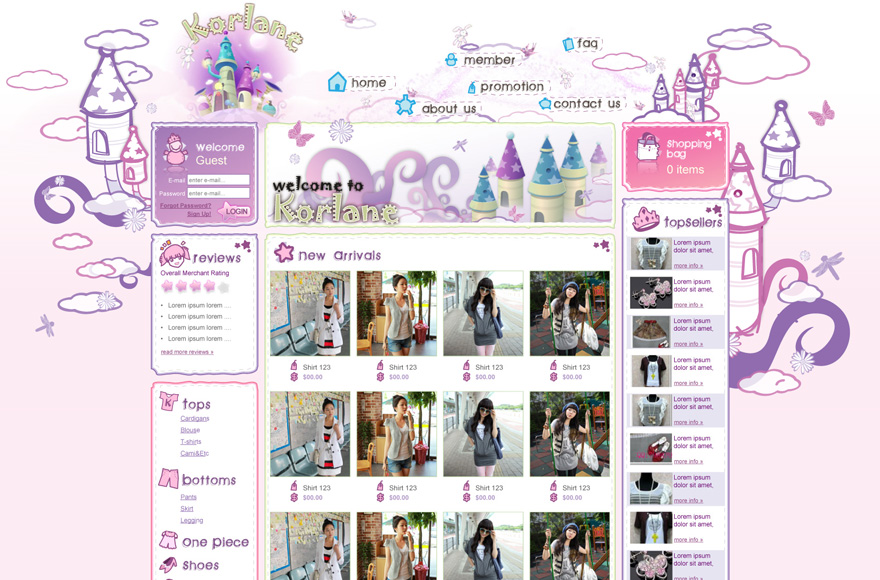 Korlane
home
member
faq
promotion
about us
contact us
welcome
Guest
E-mail
enter e-mail...
Password
enter e-mail...
Forgot Password?
Sign Up!
LOGIN
welcome to
Korlane
Shopping
bag
0 items
reviews
Overall Merchant Rating
Lorem ipsum lorem ....
Lorem ipsum lorem ....
Lorem ipsum lorem ....
Lorem ipsum lorem ....
read more reviews »
K
tops
Cardigans
Blouse
T-shirts
Cami&Etc
bottoms
Pants
Skirt
Legging
one piece
shoes
new arrivals
Shirt 123
$00.00
Shirt 123
$00.00
Shirt 123
$00.00
Shirt 123
$00.00
Shirt 123
$00.00
Shirt 123
$00.00
Shirt 123
$00.00
Shirt 123
$00.00
topsellers
Lorem ipsum
dolor sit amet,
more info »
Lorem ipsum
dolor sit amet,
more info »
Lorem ipsum
dolor sit amet,
more info »
Lorem ipsum
dolor sit amet,
more info »
Lorem ipsum
dolor sit amet,
more info »
Lorem ipsum
dolor sit amet,
more info »
Lorem ipsum
dolor sit amet,
more info »
Lorem ipsum
dolor sit amet,
more info »
Lorem ipsum
dolor sit amet,
more info »